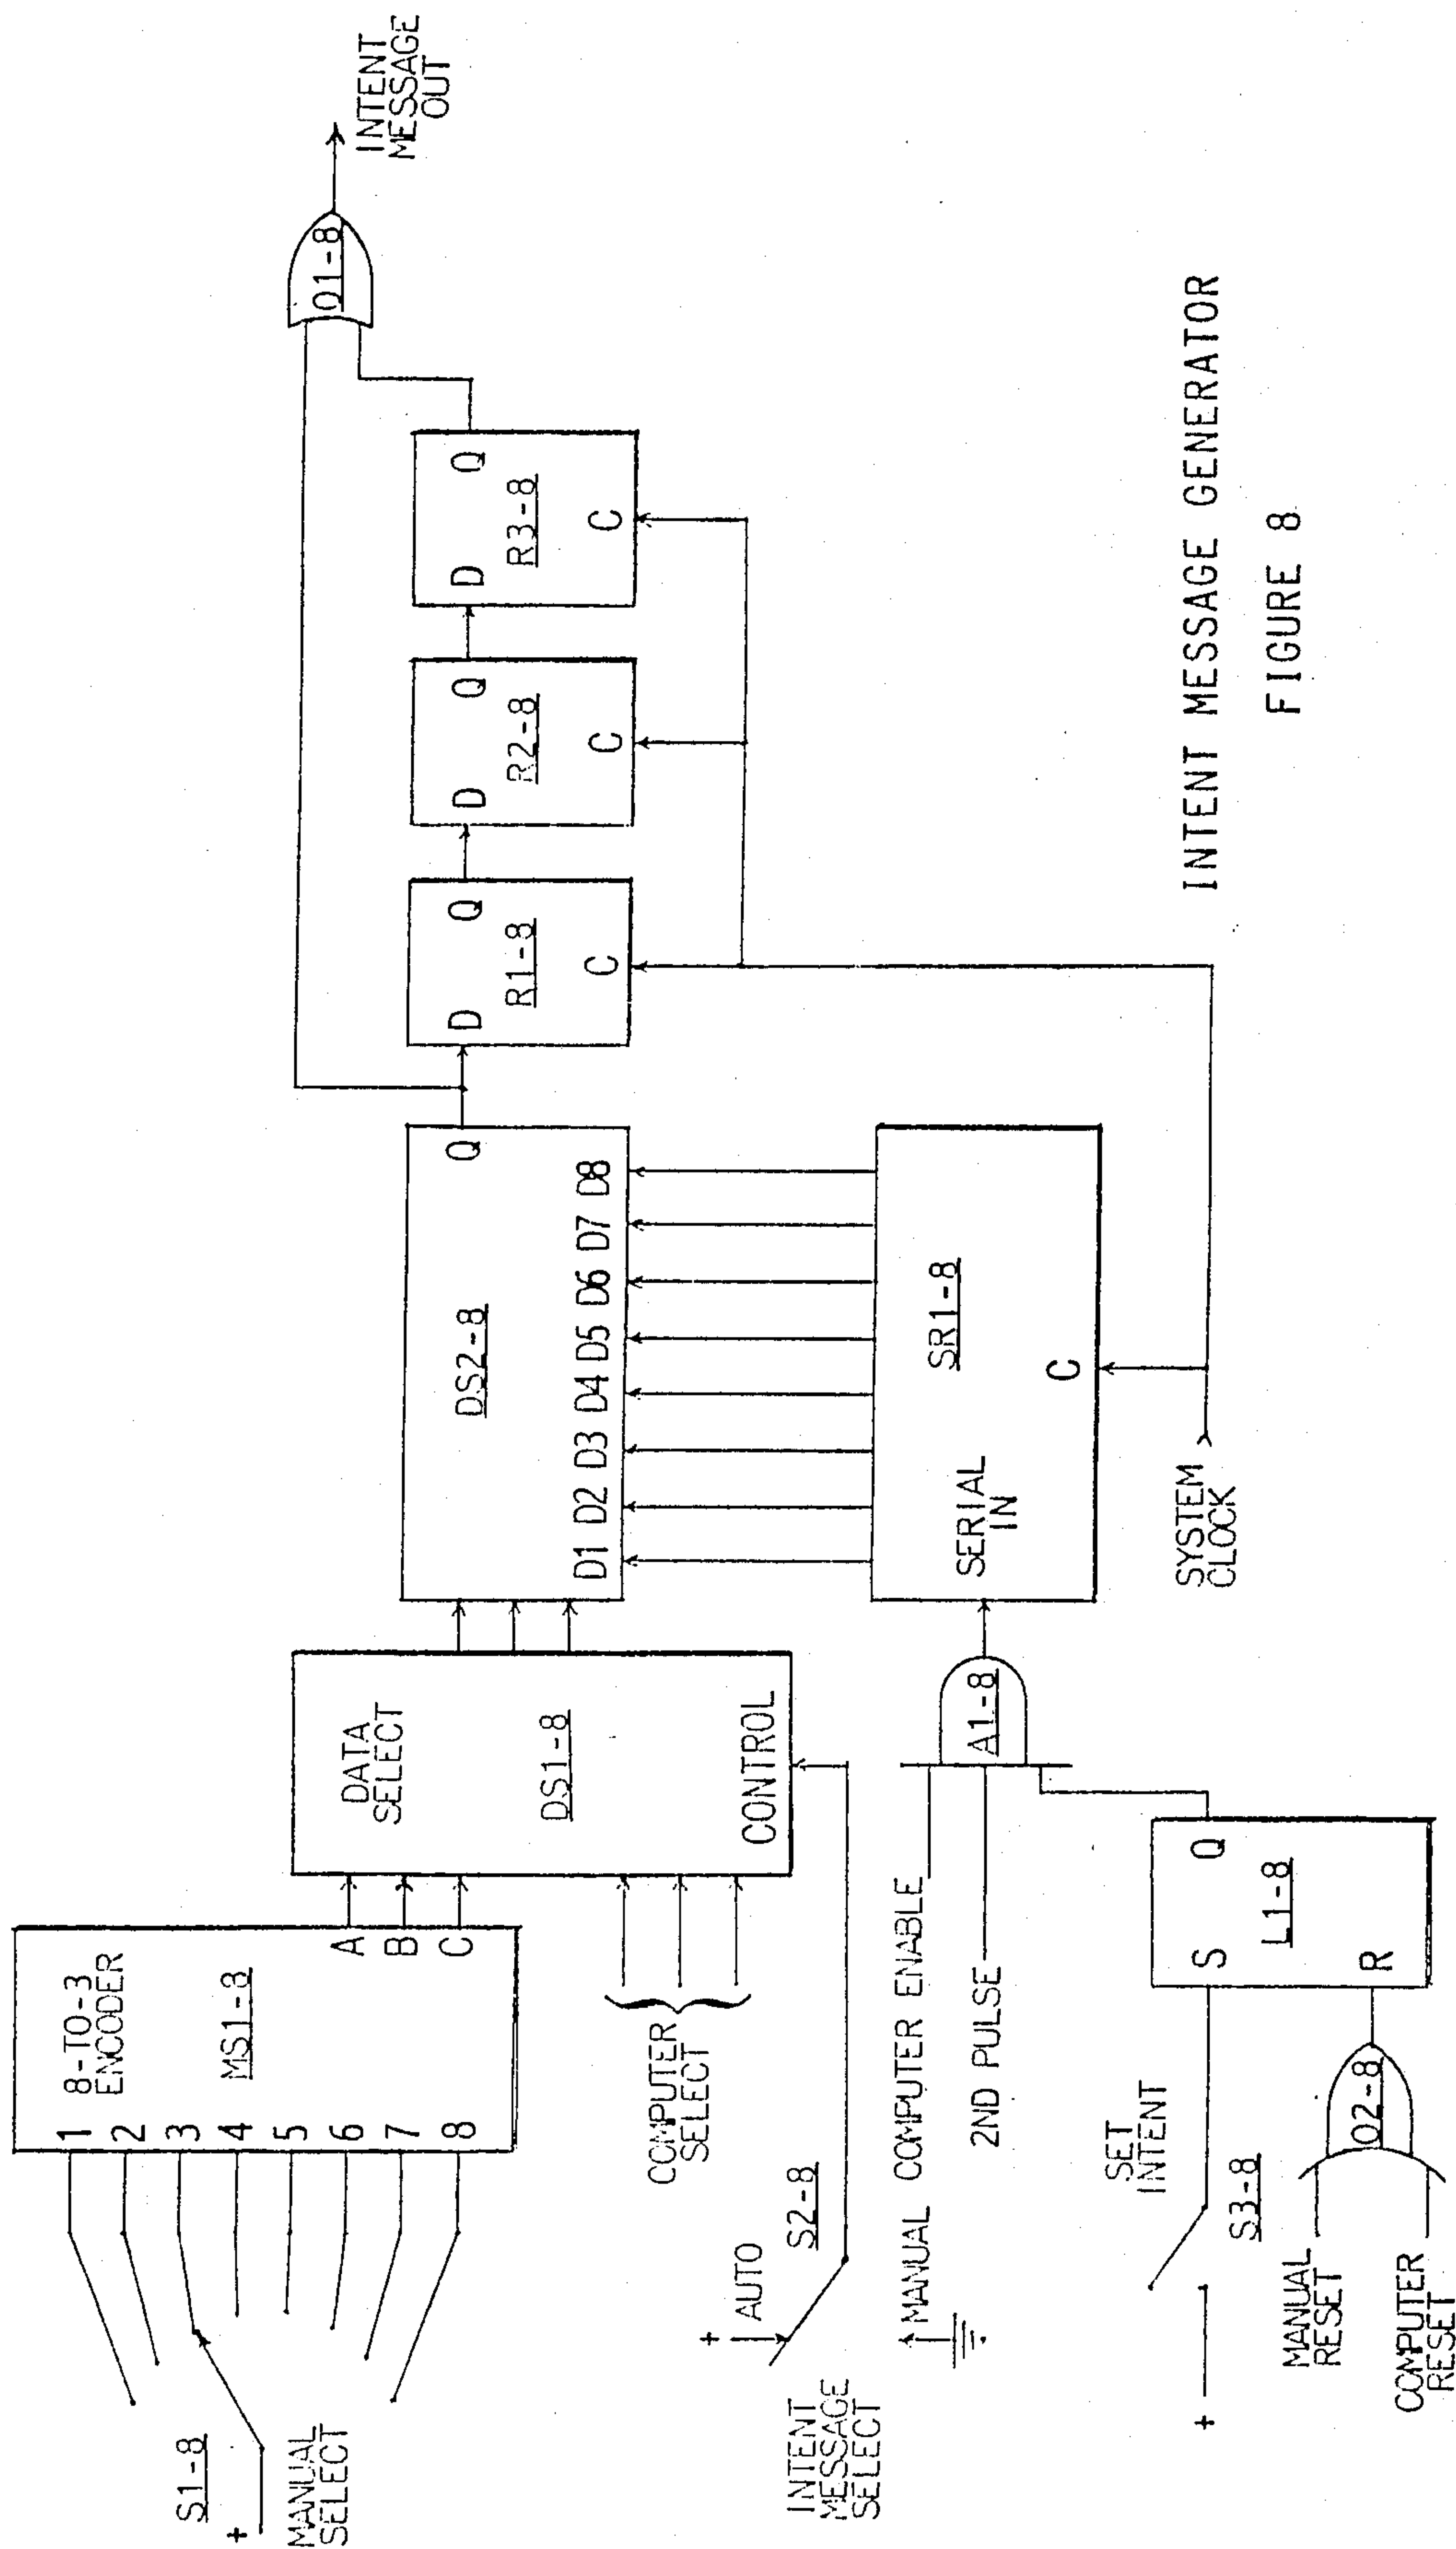 S1-8
+
MANUAL
SELECT
1
2
3
4
5
6
7
8
8-TO-3
ENCODER
MS1-8
A
B
C
COMPUTER
SELECT
DATA
SELECT
DS1-8
CONTROL
INTENT
MESSAGE
SELECT
+
AUTO
S2-8
MANUAL
COMPUTER ENABLE
2ND PULSE
A1-8
SET
INTENT
S3-8
+
MANUAL
RESET
COMPUTER
RESET
O2-8
S
R
Q
L1-8
DS2-8
Q
D1 D2 D3 D4 D5 D6 D7 D8
SERIAL
IN
SR1-8
C
SYSTEM
CLOCK
D
Q
R1-8
C
D
Q
R2-8
C
D
Q
R3-8
C
O1-8
INTENT
MESSAGE
OUT
INTENT MESSAGE GENERATOR
FIGURE 8